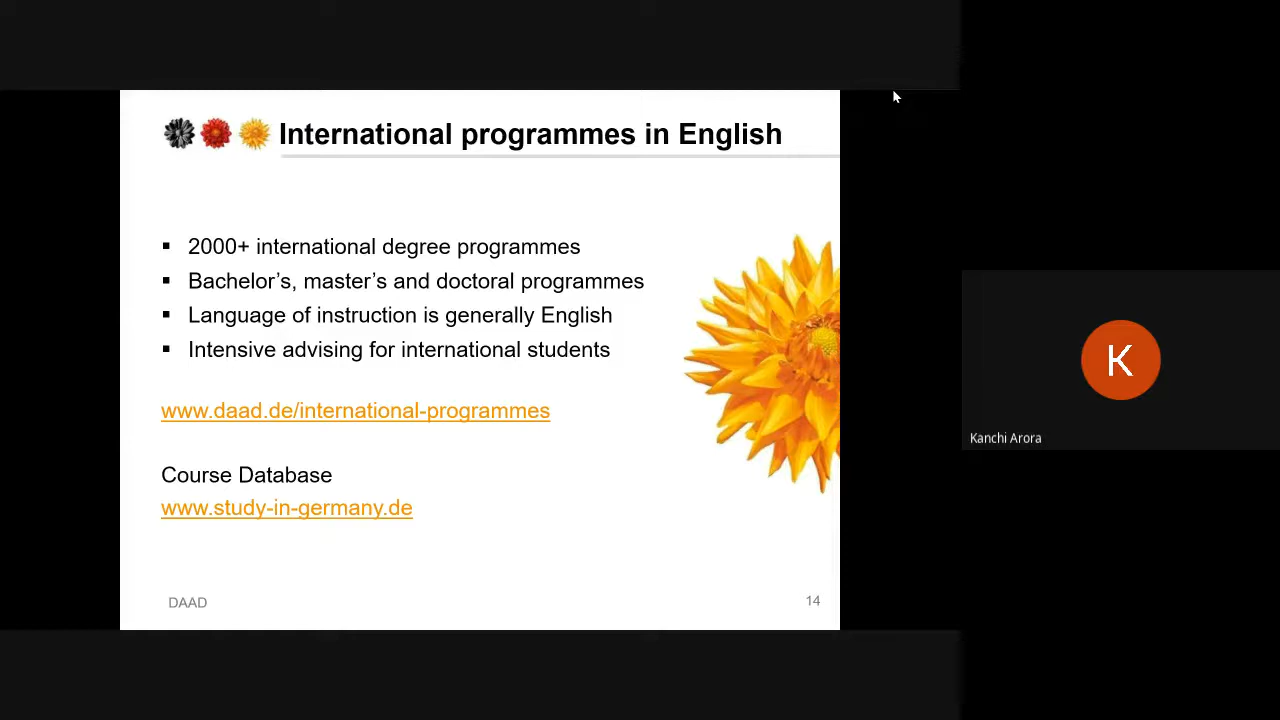 International programmes in English
2000+ international degree programmes
Bachelor’s, master’s and doctoral programmes
Language of instruction is generally English
Intensive advising for international students
www.daad.de/international-programmes
Course Database
www.study-in-germany.de
DAAD
14
K
Kanchi Arora